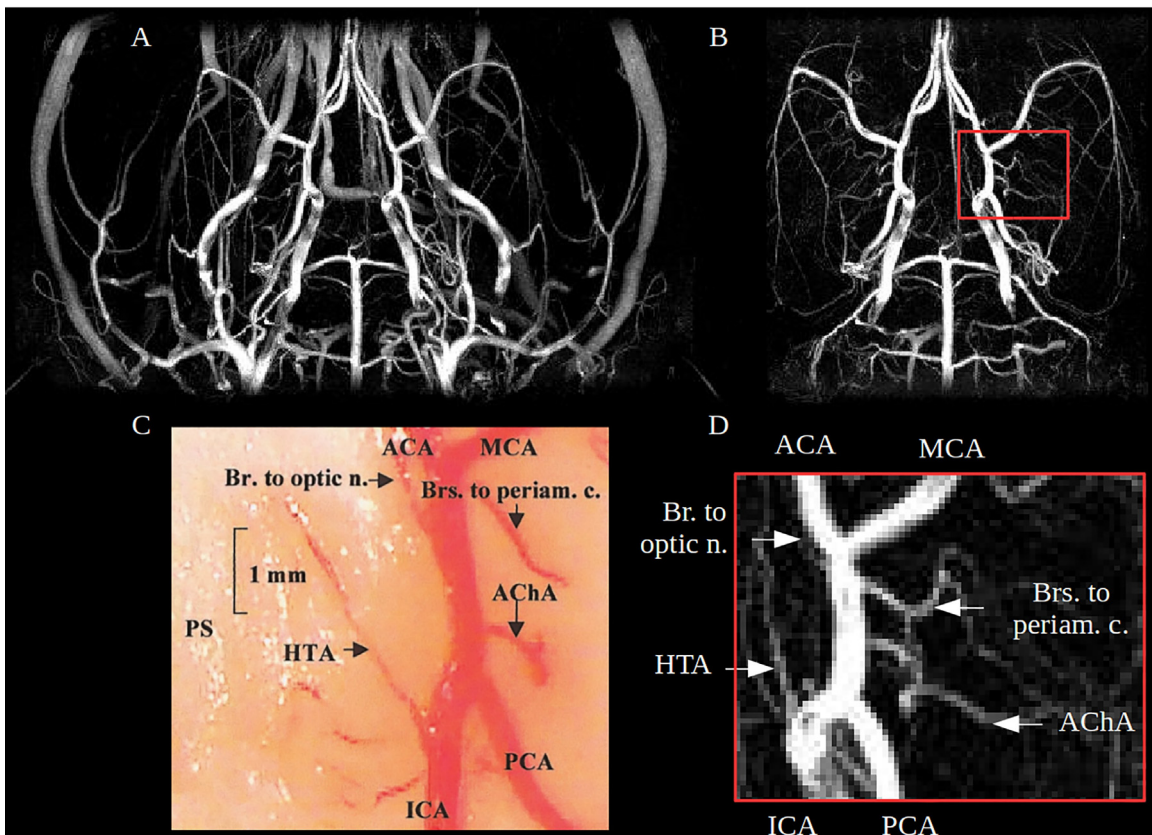 A
B
C
ACA
MCA
Br. to optic n.
Brs. to periam. c.
1 mm
AChA
PS
HTA
PCA
ICA
D
ACA
MCA
Br. to
optic n.
Brs. to
periam. c.
HTA
AChA
ICA
PCA